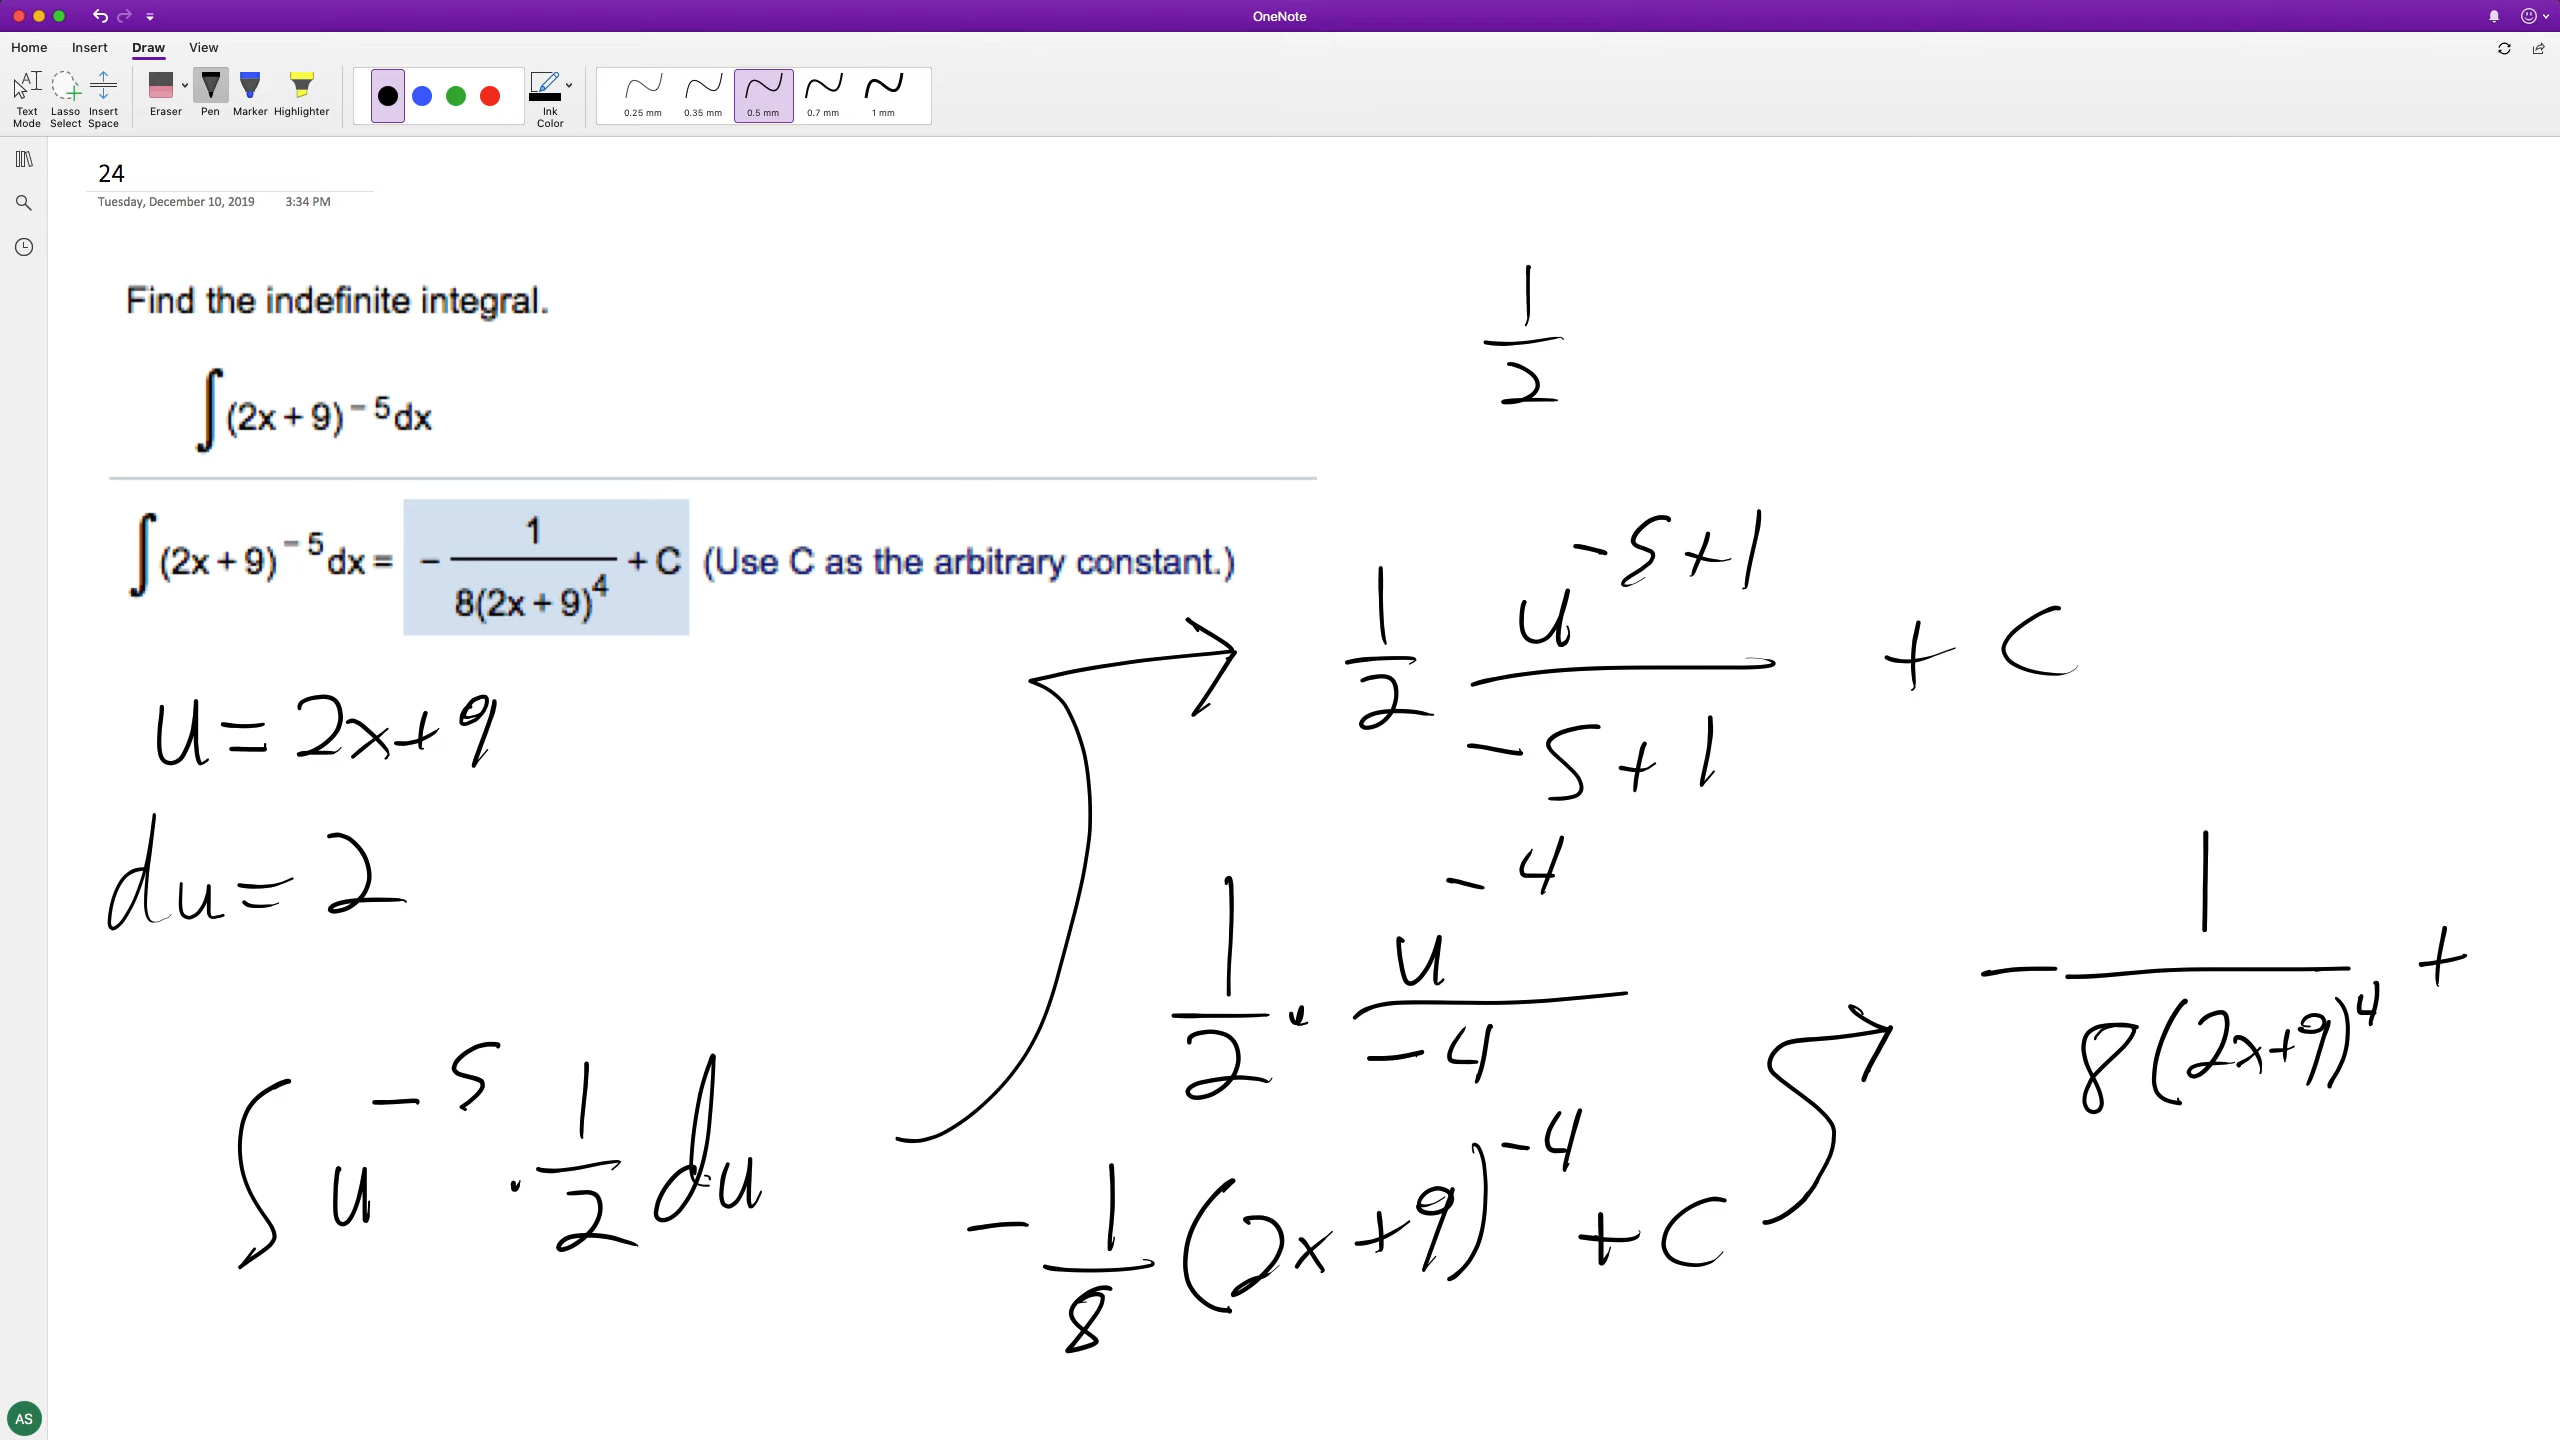 OneNote
Home Insert Draw View
Text Mode Lasso Select Insert Space Eraser Pen Marker Highlighter Ink Color 0.25 mm 0.35 mm 0.5 mm 0.7 mm 1 mm
24
Tuesday, December 10, 2019 3:34 PM
Find the indefinite integral.
∫(2x + 9)⁻⁵dx
∫(2x + 9)⁻⁵dx = - 1/8(2x + 9)⁴ + C (Use C as the arbitrary constant.)
u = 2x+9
du = 2
∫ u⁻⁵ · 1/2 du
1/2
1/2 u⁻⁵⁺¹/-5+1 + C
1/2 · u⁻⁴/-4
-1/8 (2x+9)⁻⁴ + C
- 1/8(2x+9)⁴ +
AS